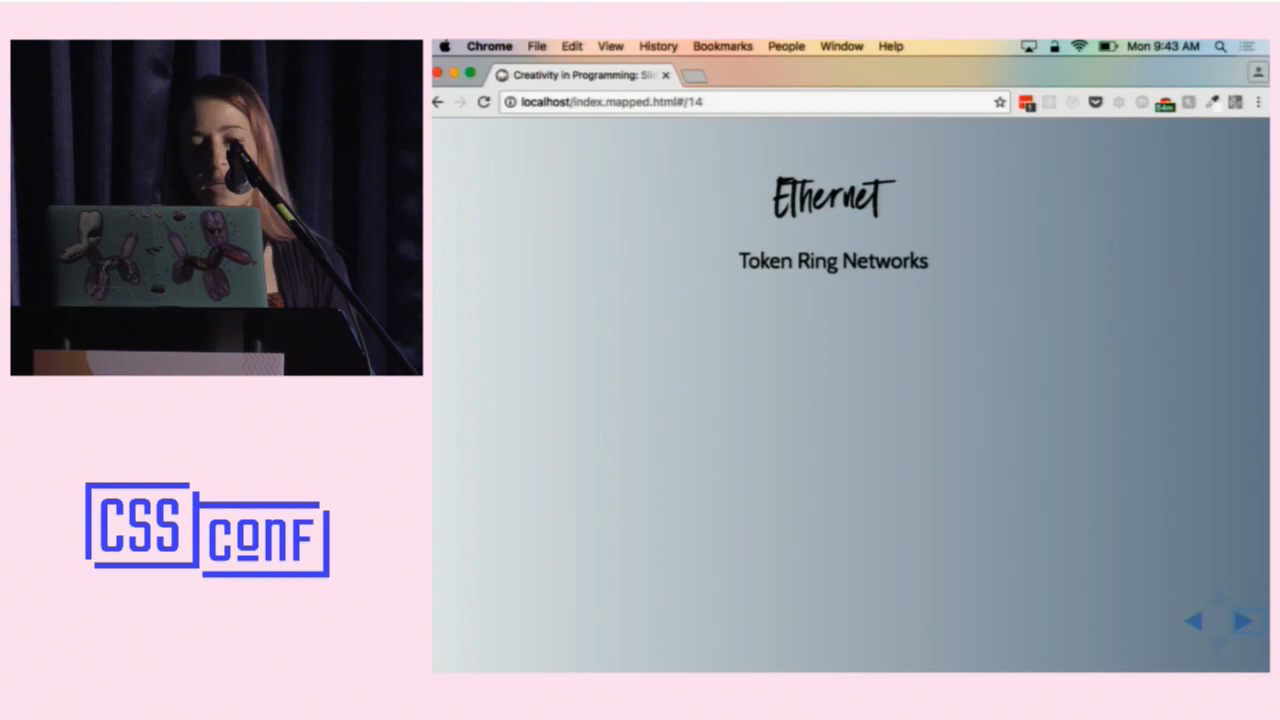 Chrome File Edit View History Bookmarks People Window Help Mon 9:43 AM
Creativity in Programming: Slic
localhost/index.mapped.html#/14
Ethernet
Token Ring Networks
CSS
CONF